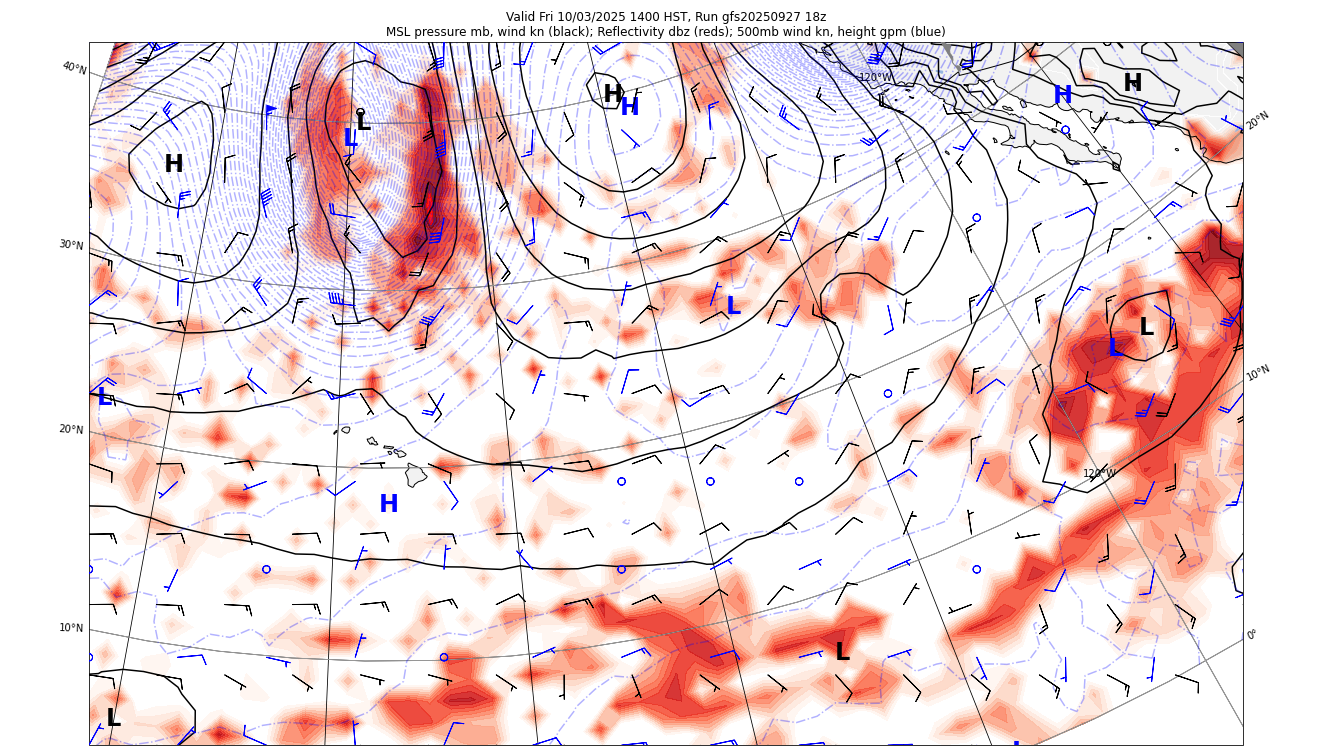 Valid Fri 10/03/2025 1400 HST, Run gfs20250927 18z
MSL pressure mb, wind kn (black); Reflectivity dbz (reds); 500mb wind kn, height gpm (blue)
40°N
120°W
H
H
H
H
H
20°N
L
L
H
30°N
L
L
L
10°N
L
20°N
120°W
H
10°N
0°
L
L
L